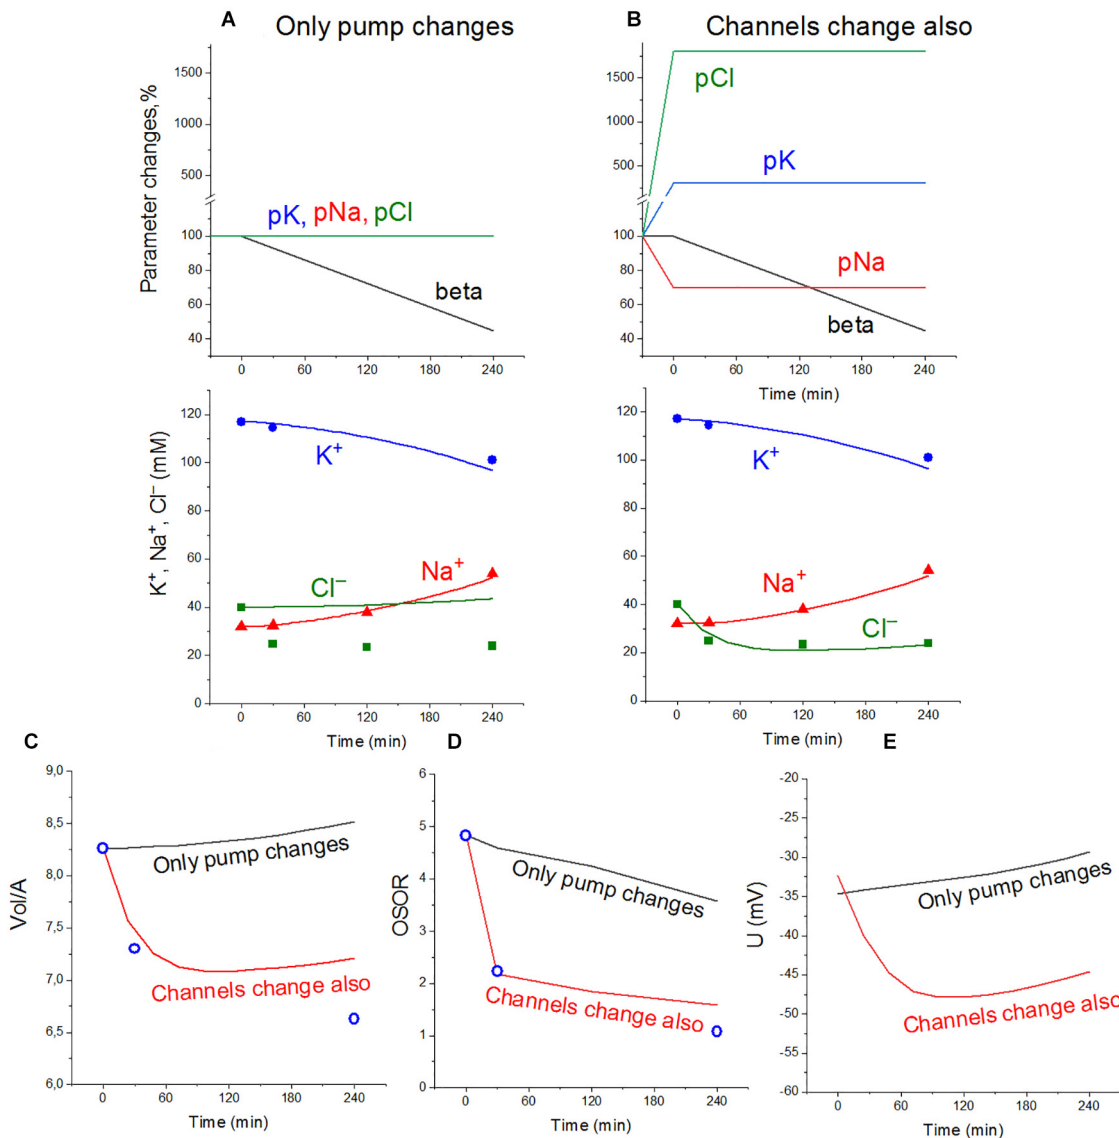 A
Only pump changes
Parameter changes,%
1500
1000
500
100
80
60
40
pK, pNa, pCl
beta
0 60 120 180 240
B
Channels change also
1500
1000
500
100
80
60
40
pCl
pK
pNa
beta
0 60 120 180 240
Time (min)
K⁺, Na⁺, Cl⁻ (mM)
120
100
80
60
40
20
0
K⁺
Na⁺
Cl⁻
0 60 120 180 240
Time (min)
120
100
80
60
40
20
0
K⁺
Na⁺
Cl⁻
0 60 120 180 240
Time (min)
C
Vol/A
9,0
8,5
8,0
7,5
7,0
6,5
6,0
Only pump changes
Channels change also
0 60 120 180 240
Time (min)
D
OSOR
6
5
4
3
2
1
0
Only pump changes
Channels change also
0 60 120 180 240
Time (min)
E
U (mV)
-20
-25
-30
-35
-40
-45
-50
-55
-60
Only pump changes
Channels change also
0 60 120 180 240
Time (min)